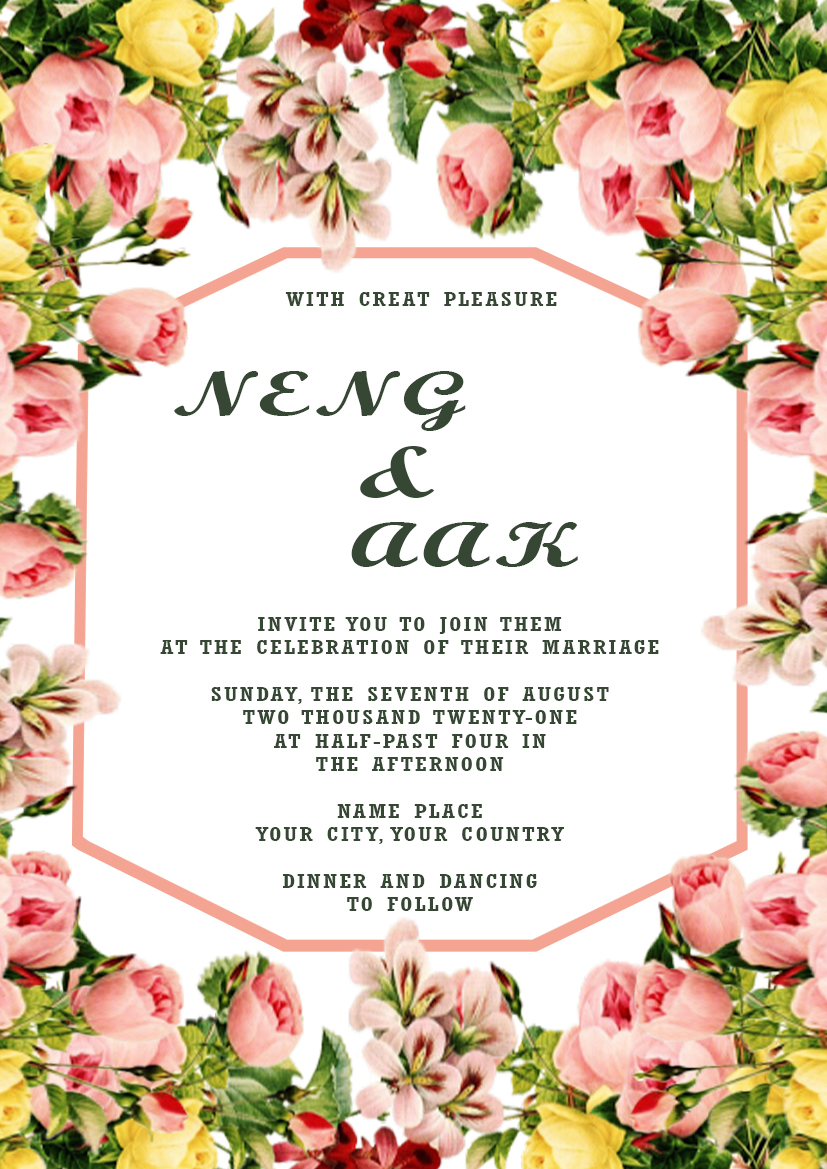 WITH CREAT PLEASURE
NENG
&
AAK
INVITE YOU TO JOIN THEM
AT THE CELEBRATION OF THEIR MARRIAGE
SUNDAY, THE SEVENTH OF AUGUST
TWO THOUSAND TWENTY-ONE
AT HALF-PAST FOUR IN
THE AFTERNOON
NAME PLACE
YOUR CITY, YOUR COUNTRY
DINNER AND DANCING
TO FOLLOW